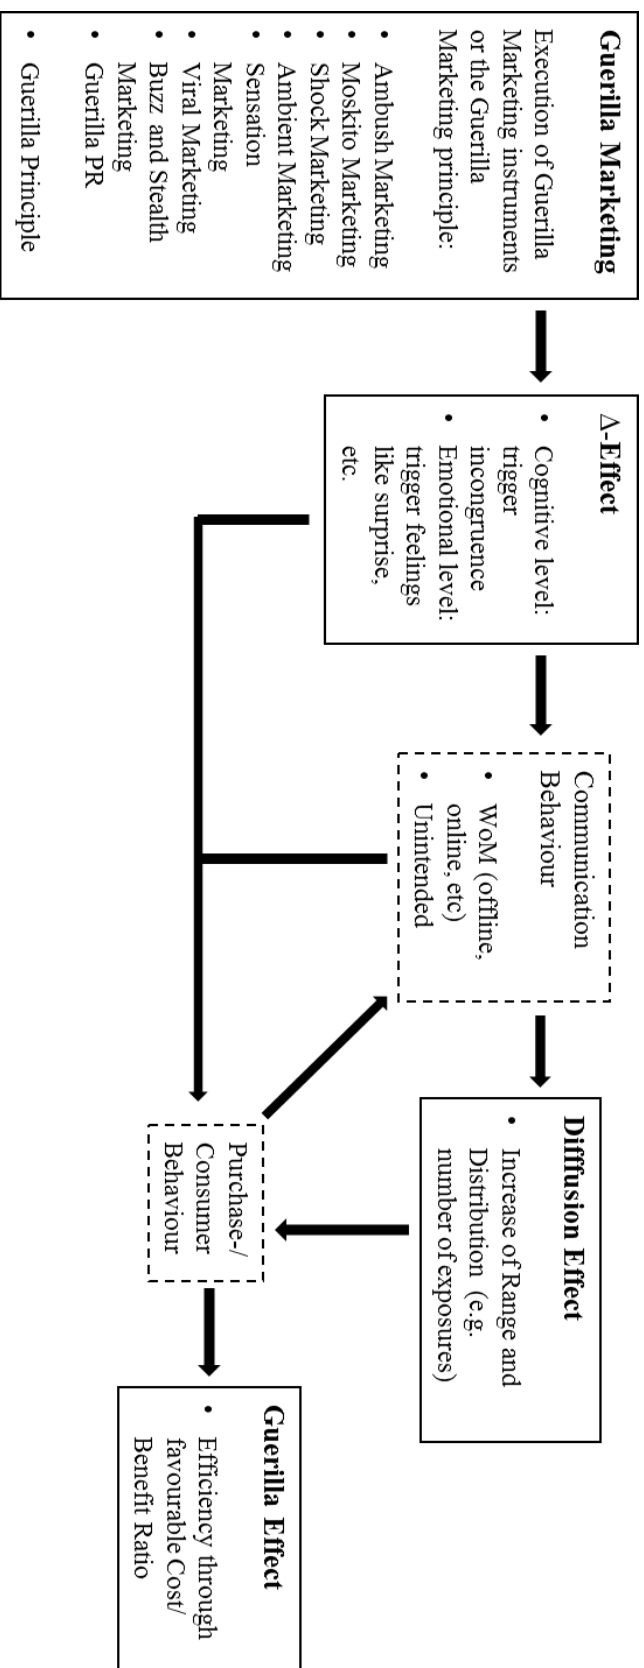 Guerilla Marketing
Execution of Guerilla
Marketing instruments
or the Guerilla
Marketing principle:
• Ambush Marketing
• Moskito Marketing
• Shock Marketing
• Ambient Marketing
• Sensation
Marketing
• Viral Marketing
• Buzz and Stealth
Marketing
• Guerilla PR
• Guerilla Principle
Δ-Effect
• Cognitive level:
trigger
incongruence
• Emotional level:
trigger feelings
like surprise,
etc.
Communication
Behaviour
• WoM (offline,
online, etc)
• Unintended
Difffusion Effect
• Increase of Range and
Distribution (e.g.
number of exposures)
Purchase-/
Consumer
Behaviour
Guerilla Effect
• Efficiency through
favourable Cost/
Benefit Ratio